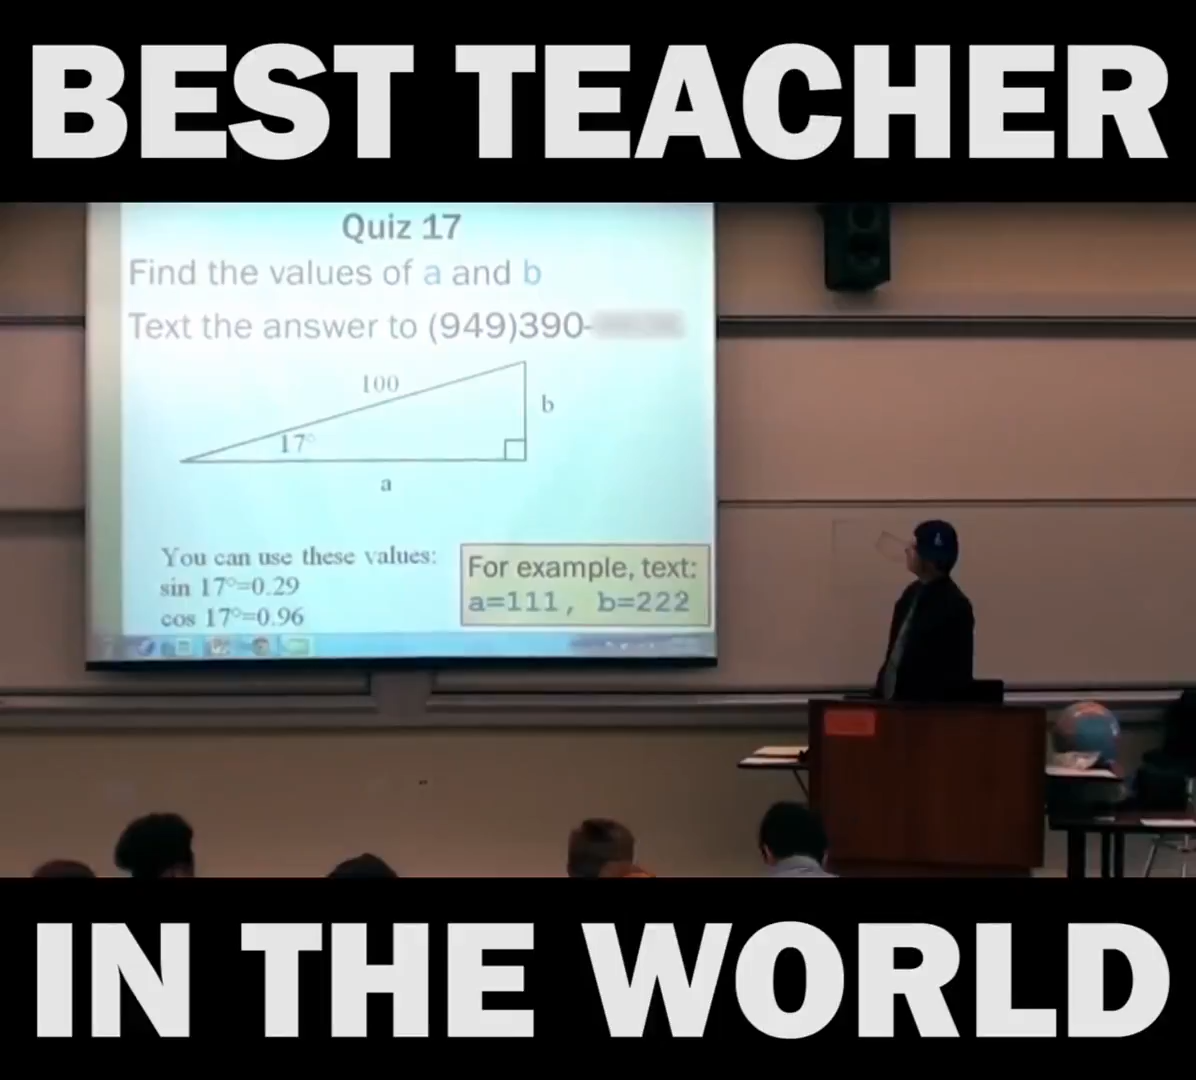 BEST TEACHER
Quiz 17
Find the values of a and b
Text the answer to (949)390-
100
b
17°
a
You can use these values:
sin 17°=0.29
cos 17°=0.96
For example, text:
a=111, b=222
IN THE WORLD